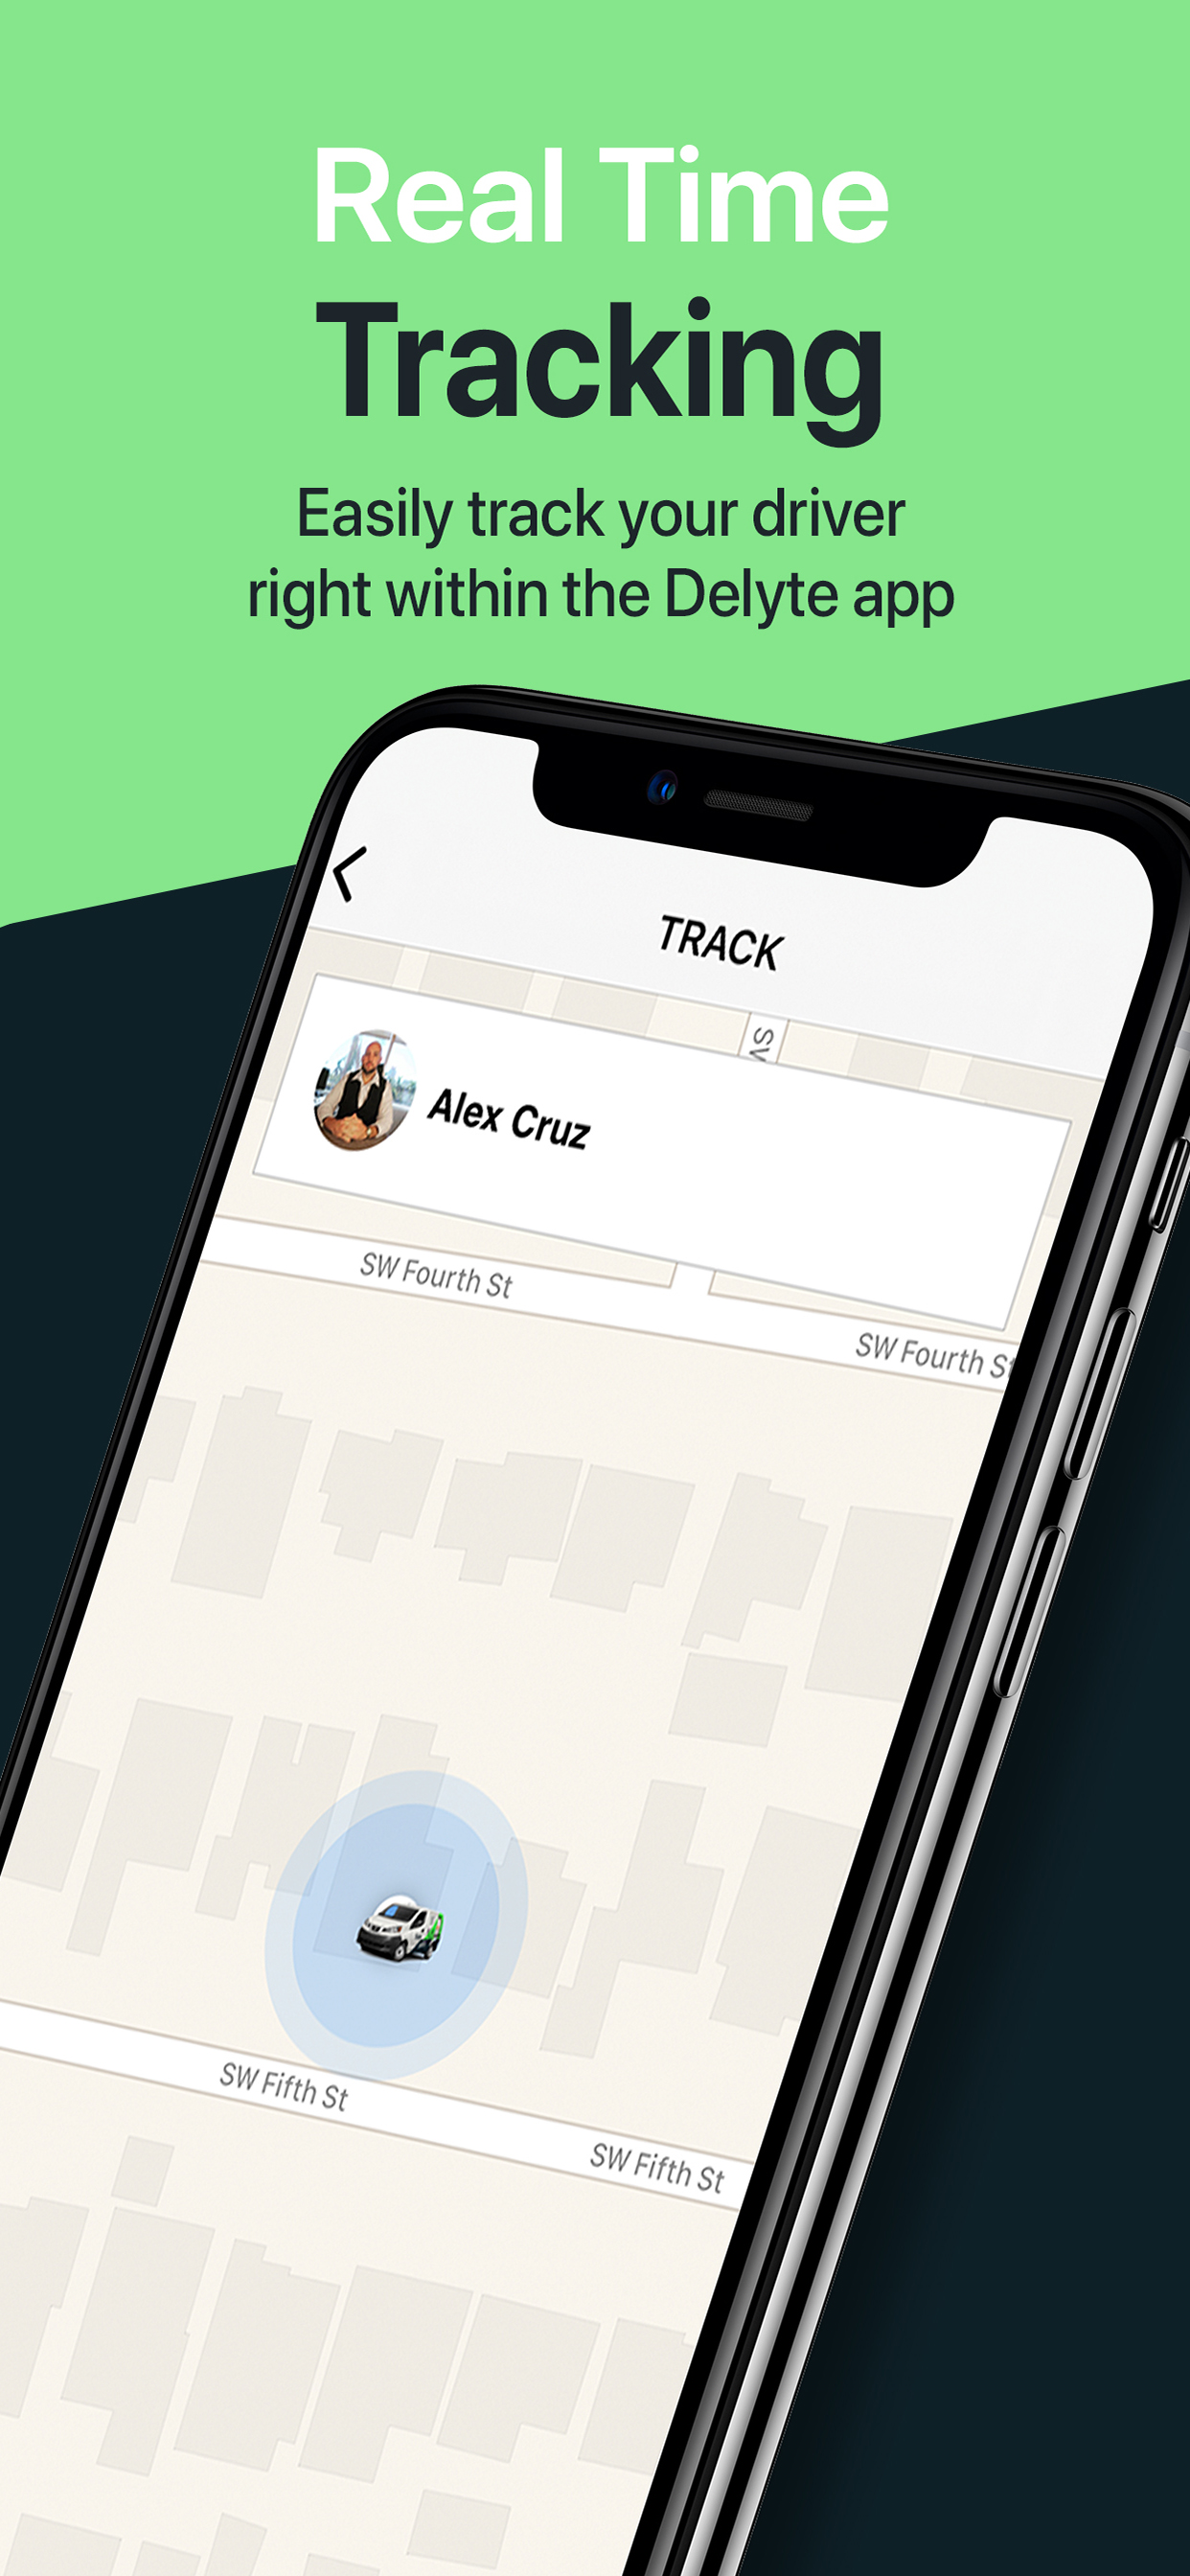 Real Time
Tracking
Easily track your driver
right within the Delyte app
TRACK
SW
Alex Cruz
SW Fourth St
SW Fourth St
SW Fifth St
SW Fifth St